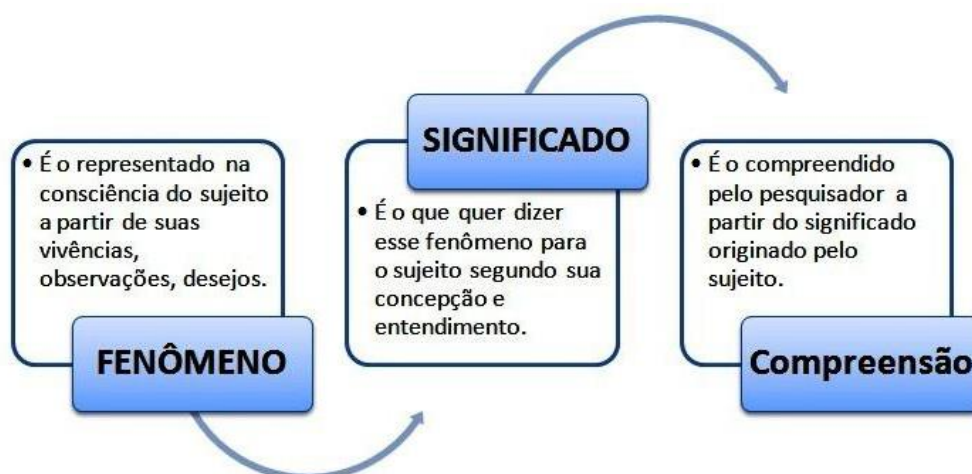 • É o representado na
consciência do sujeito
a partir de suas
vivências,
observações, desejos.
FENÔMENO
SIGNIFICADO
• É o que quer dizer
esse fenômeno para
o sujeito segundo sua
concepção e
entendimento.
• É o compreendido
pelo pesquisador a
partir do significado
originado pelo
sujeito.
Compreensão